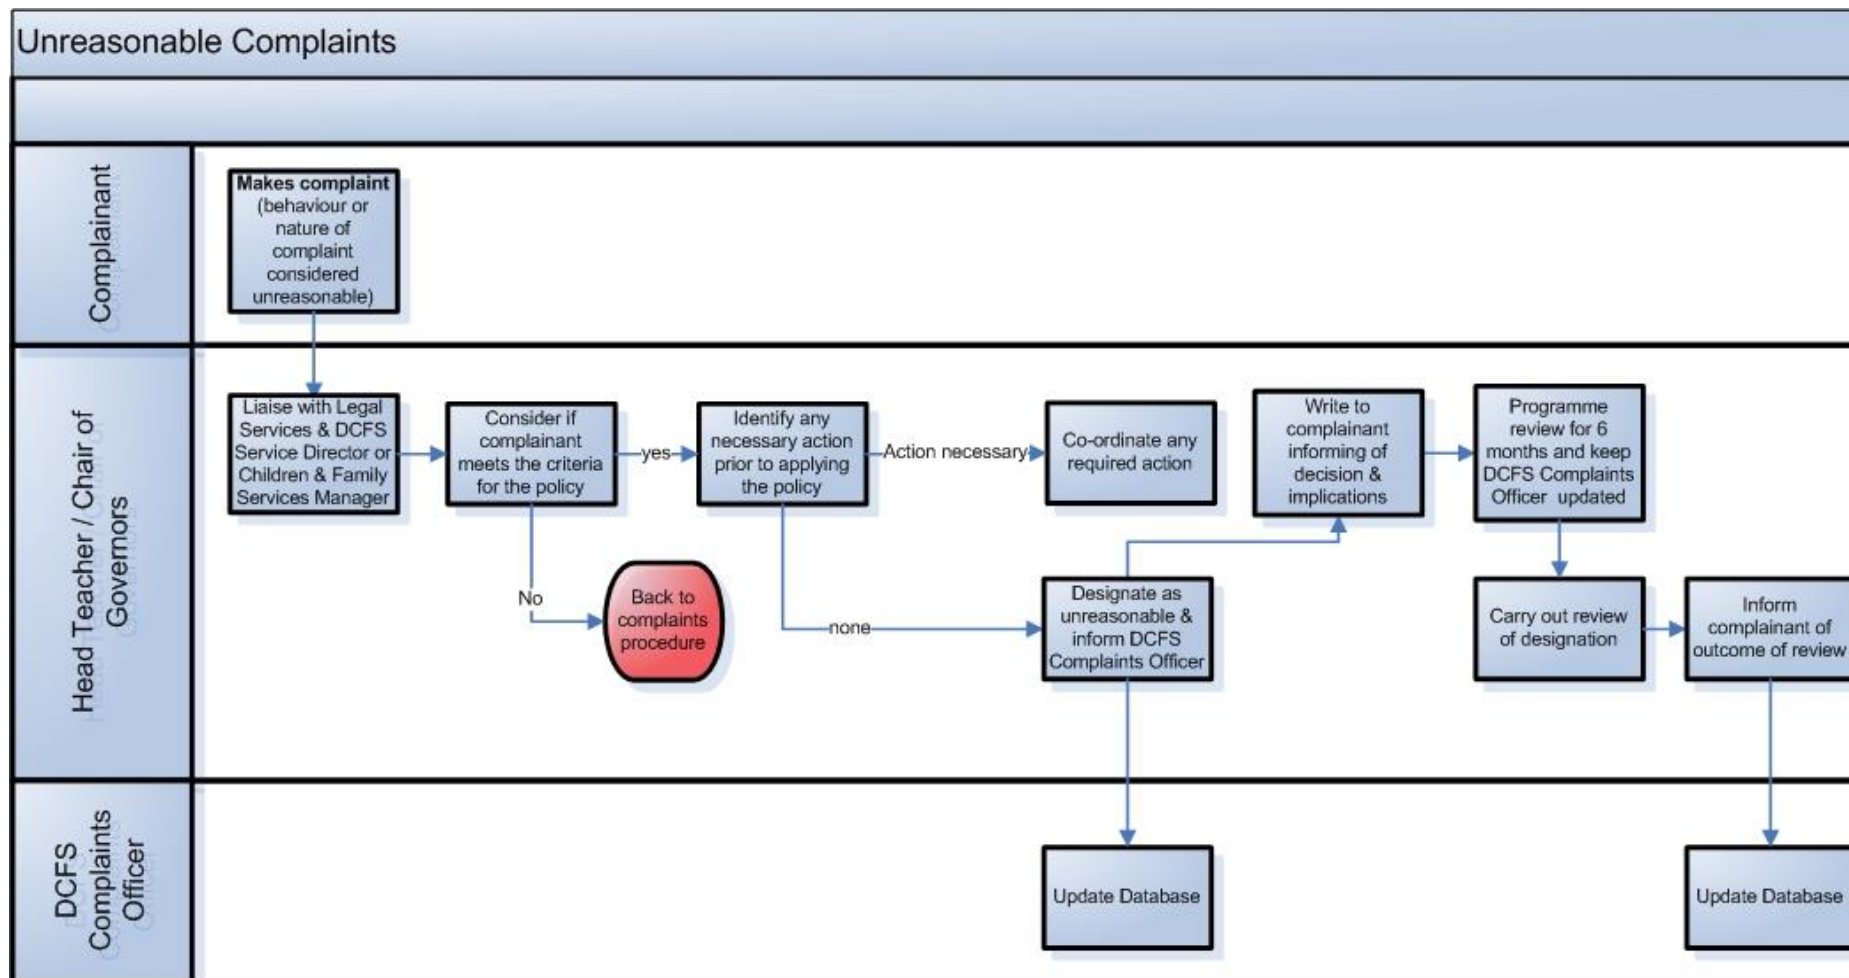 Unreasonable Complaints
Complainant
Makes complaint
(behaviour or
nature of
complaint
considered
unreasonable)
Head Teacher / Chair of
Governors
Liaise with Legal
Services & DCFS
Service Director or
Children & Family
Services Manager
Consider if
complainant
meets the criteria
for the policy
yes
Identify any
necessary action
prior to applying
the policy
Action necessary
Co-ordinate any
required action
Write to
complainant
informing of
decision &
implications
Programme
review for 6
months and keep
DCFS Complaints
Officer updated
No
Back to
complaints
procedure
none
Designate as
unreasonable &
inform DCFS
Complaints Officer
Carry out review
of designation
Inform
complainant of
outcome of review
DCFS
Complaints
Officer
Update Database
Update Database